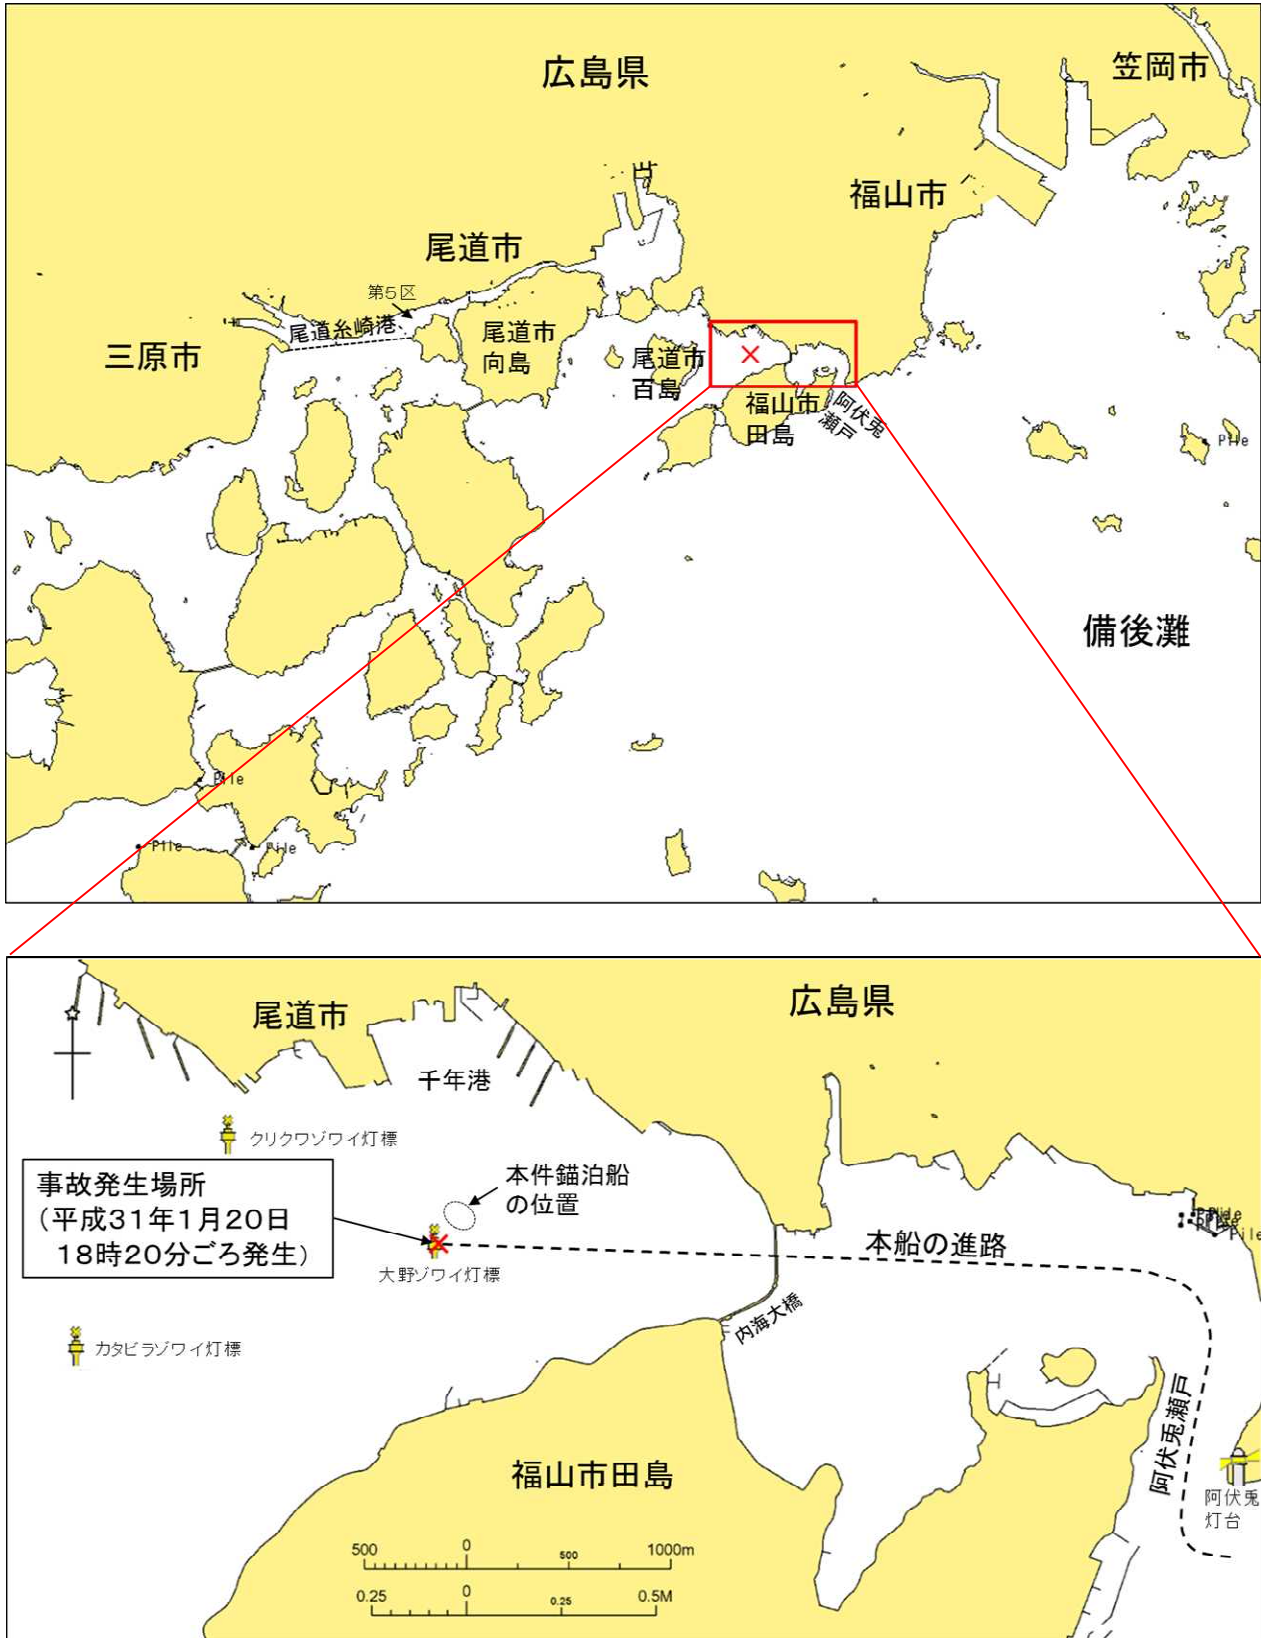 広島県
笠岡市
福山市
尾道市
第5区
尾道糸崎港
三原市
尾道市
向島
尾道市
百島
福山市
田島
阿伏兎
瀬戸
Pile
備後灘
Pile
Pile
Pile
広島県
尾道市
千年港
クリクワゾワイ灯標
事故発生場所
（平成31年1月20日
18時20分ごろ発生）
本件錨泊船
の位置
大野ゾワイ灯標
本船の進路
Pile
内海大橋
カタビラゾワイ灯標
阿伏兎瀬戸
福山市田島
阿伏兎
灯台
500 0 500 1000m
0.25 0 0.25 0.5M